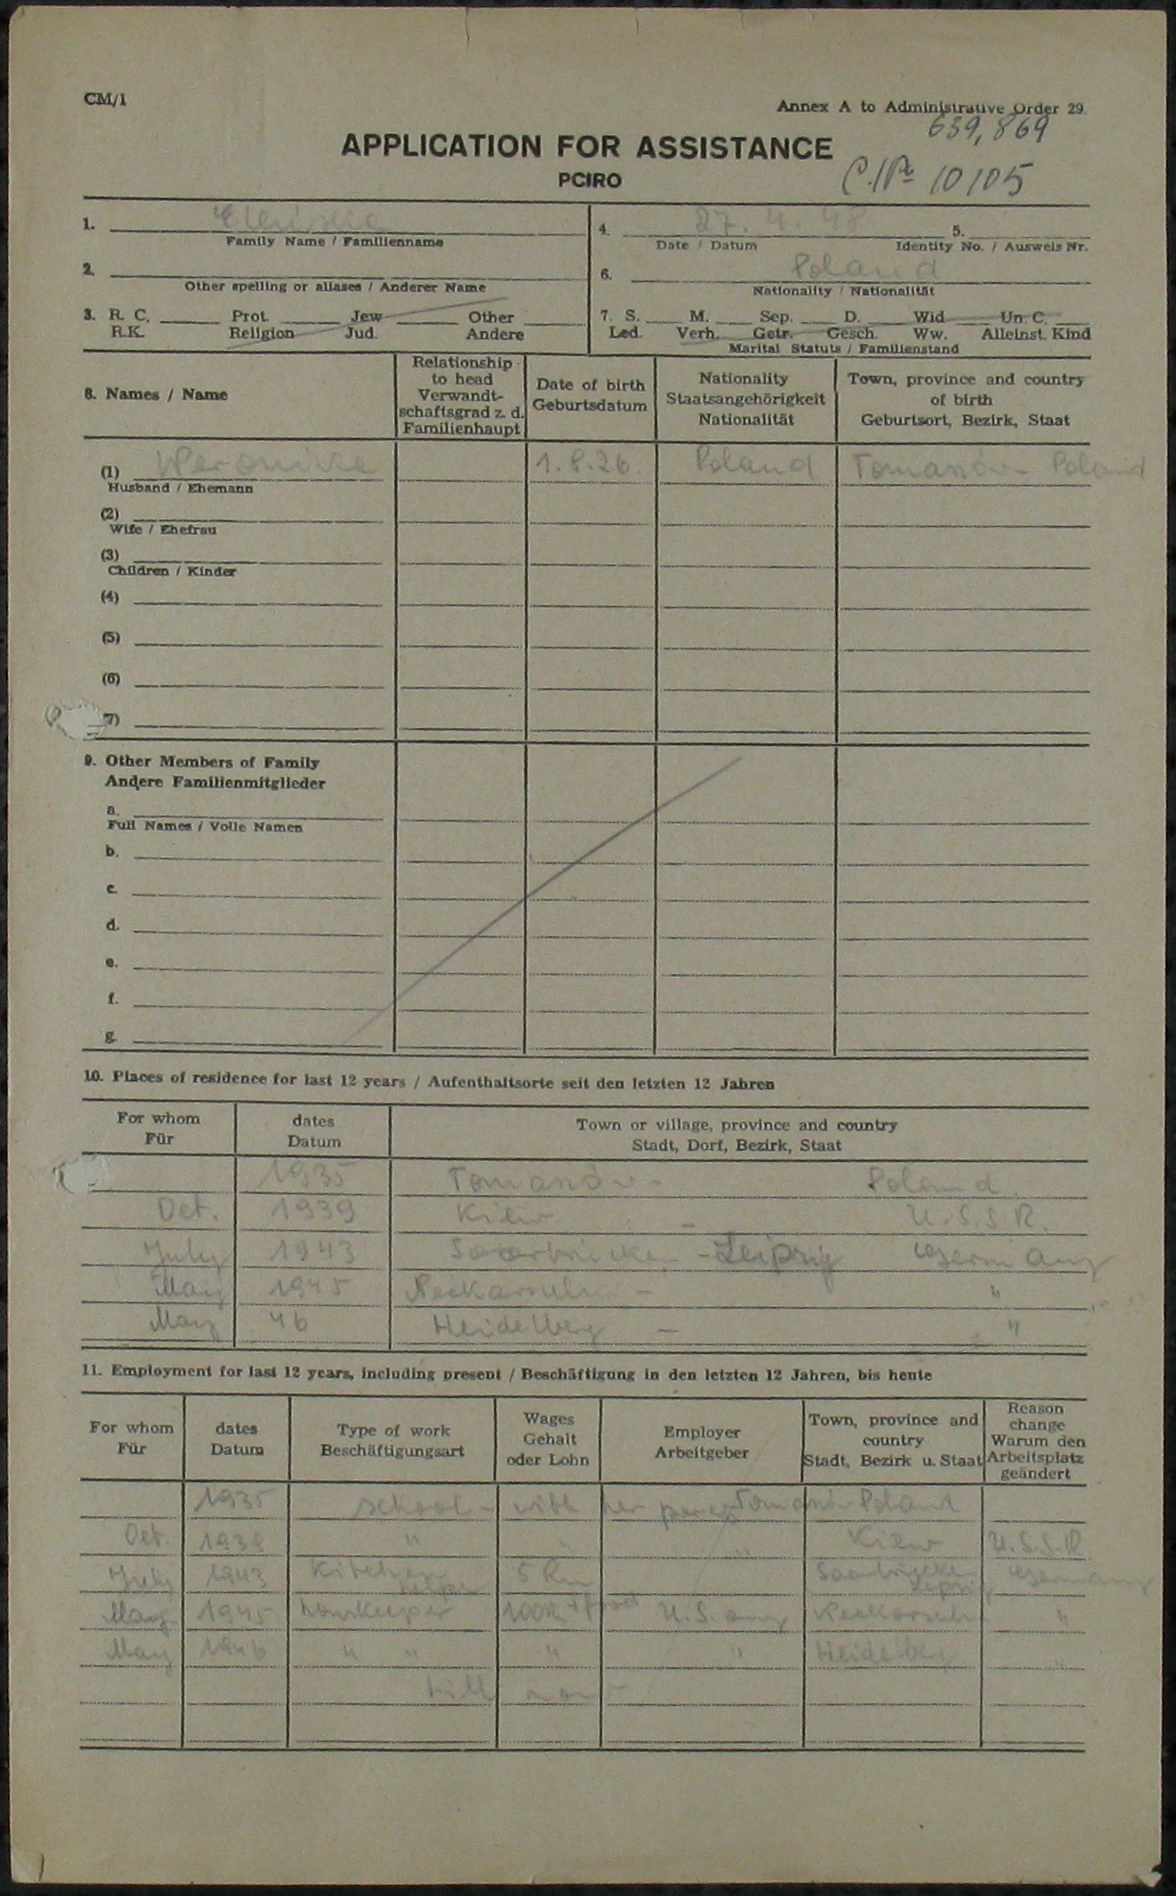 CM/1
Annex A to Administrative Order 29.
639,869
APPLICATION FOR ASSISTANCE
PCIRO
10105
1.
Family Name / Familienname
4. 27. 4. 48 5.
Date / Datum Identity No. / Ausweis Nr.
2.
Other spelling or aliases / Anderer Name
6. Poland
Nationality / Nationalität
3. R. C. Prot. Jew Other
R.K. Religion Jud. Andere
7. S. M. Sep. D. Wid. Un. C.
Led. Verh. Getr. Gesch. Ww. Alleinst. Kind
Marital Statuts / Familienstand
8. Names / Name
Relationship to head
Verwandt-
schaftsgrad z. d.
Familienhaupt
Date of birth
Geburtsdatum
Nationality
Staatsangehörigkeit
Nationalität
Town, province and country
of birth
Geburtsort, Bezirk, Staat
(1) Weronika 1.8.26. Poland Tomasów - Poland
Husband / Ehemann
(2)
Wife / Ehefrau
(3)
Children / Kinder
(4)
(5)
(6)
7)
9. Other Members of Family
Andere Familienmitglieder
a.
Full Names / Volle Namen
b.
c.
d.
e.
f.
g.
10. Places of residence for last 12 years / Aufenthaltsorte seit den letzten 12 Jahren
For whom
Für
dates
Datum
Town or village, province and country
Stadt, Dorf, Bezirk, Staat
1935 Tomasów - Poland
Oct. 1939 Kiew - U.S.S.R.
July 1943 Saarbrücken - Leipzig Germany
May 1945 Neckarsulm - "
May 46 Heidelberg - "
11. Employment for last 12 years, including present / Beschäftigung in den letzten 12 Jahren, bis heute
For whom
Für
dates
Datum
Type of work
Beschäftigungsart
Wages
Gehalt
oder Lohn
Employer
Arbeitgeber
Town, province and
country
Stadt, Bezirk u. Staat
Reason
change
Warum den
Arbeitsplatz
geändert
1935 school - with her Tomasów Poland
Oct. 1939 " " " Kiew U.S.S.R.
July 1943 Kitchen helper 5 Rm Saarbrücken Leipzig Germany
May 1945 houskeeper 100 Rm + food U.S. army Neckarsulm "
May 1946 " " " " Heidelberg "
till now -